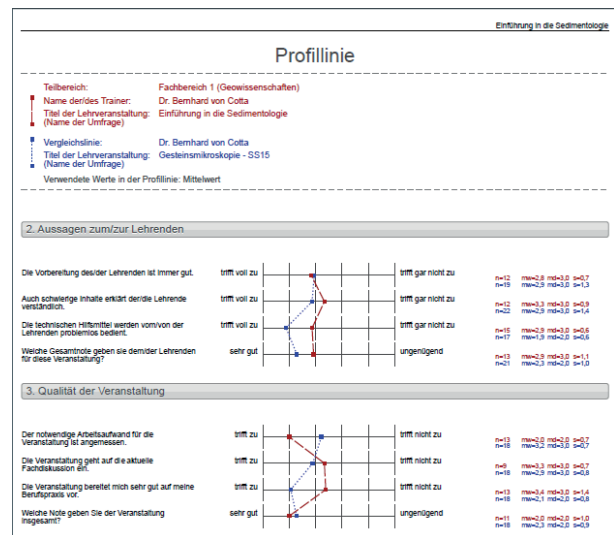 Einführung in die Sedimentologie
Profillinie
Teilbereich: Fachbereich 1 (Geowissenschaften)
Name der/des Trainer: Dr. Bernhard von Cotta
Titel der Lehrveranstaltung: Einführung in die Sedimentologie
(Name der Umfrage)
Vergleichslinie: Dr. Bernhard von Cotta
Titel der Lehrveranstaltung: Gesteinsmikroskopie - SS15
(Name der Umfrage)
Verwendete Werte in der Profillinie: Mittelwert
2. Aussagen zum/zur Lehrenden
Die Vorbereitung des/der Lehrenden ist immer gut. trifft voll zu trifft gar nicht zu
n=12 mw=2,8 md=3,0 s=0,7
n=19 mw=2,9 md=3,0 s=1,3
Auch schwierige Inhalte erklärt der/die Lehrende
verständlich. trifft voll zu trifft gar nicht zu
n=12 mw=3,3 md=3,0 s=0,9
n=22 mw=2,9 md=3,0 s=1,4
Die technischen Hilfsmittel werden vom/von der
Lehrenden problemlos bedient. trifft voll zu trifft gar nicht zu
n=15 mw=2,9 md=3,0 s=0,6
n=17 mw=1,9 md=2,0 s=0,6
Welche Gesamtnote geben sie dem/der Lehrenden
für diese Veranstaltung? sehr gut ungenügend
n=13 mw=2,9 md=3,0 s=1,1
n=21 mw=2,3 md=2,0 s=1,0
3. Qualität der Veranstaltung
Der notwendige Arbeitsaufwand für die
Veranstaltung ist angemessen. trifft zu trifft nicht zu
n=13 mw=2,0 md=2,0 s=0,7
n=18 mw=3,2 md=3,0 s=0,7
Die Veranstaltung geht auf die aktuelle
Fachdiskussion ein. trifft zu trifft nicht zu
n=9 mw=3,3 md=3,0 s=0,7
n=18 mw=2,9 md=3,0 s=0,8
Die Veranstaltung bereitet mich sehr gut auf meine
Berufspraxis vor. trifft zu trifft nicht zu
n=13 mw=3,4 md=3,0 s=1,4
n=18 mw=2,1 md=2,0 s=0,8
Welche Note geben Sie der Veranstaltung
insgesamt? sehr gut ungenügend
n=11 mw=2,0 md=2,0 s=1,0
n=18 mw=2,3 md=2,0 s=0,9